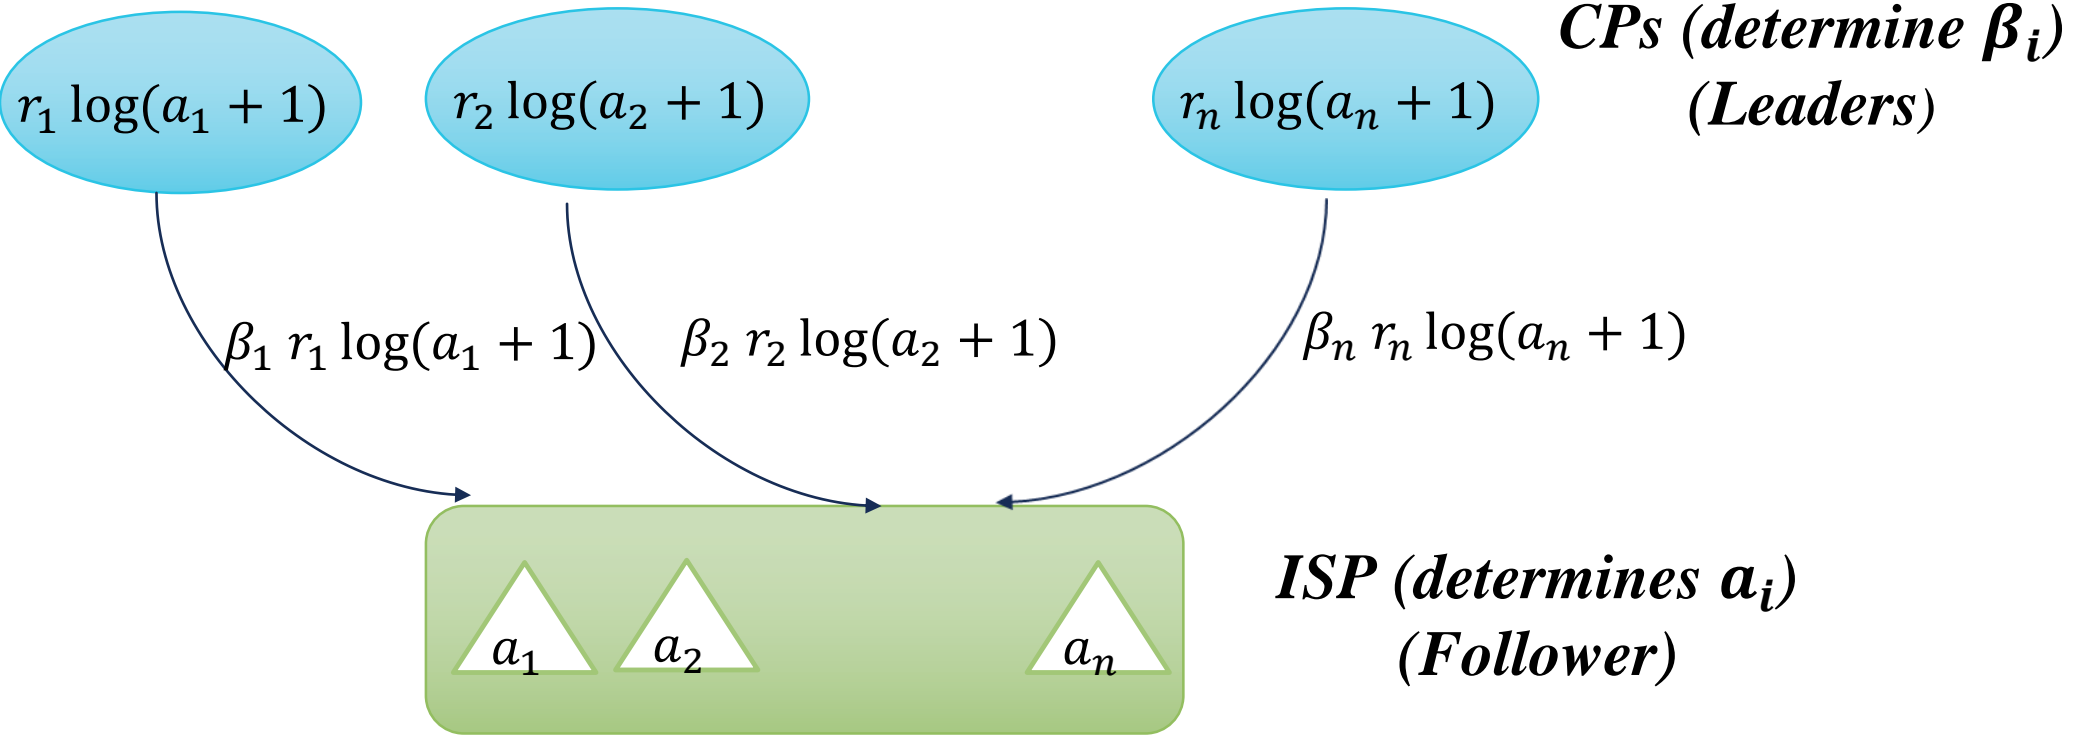 r₁ log(a₁ + 1)
r₂ log(a₂ + 1)
rₙ log(aₙ + 1)
CPs (determine βᵢ)
(Leaders)
β₁ r₁ log(a₁ + 1)
β₂ r₂ log(a₂ + 1)
βₙ rₙ log(aₙ + 1)
a₁
a₂
aₙ
ISP (determines aᵢ)
(Follower)